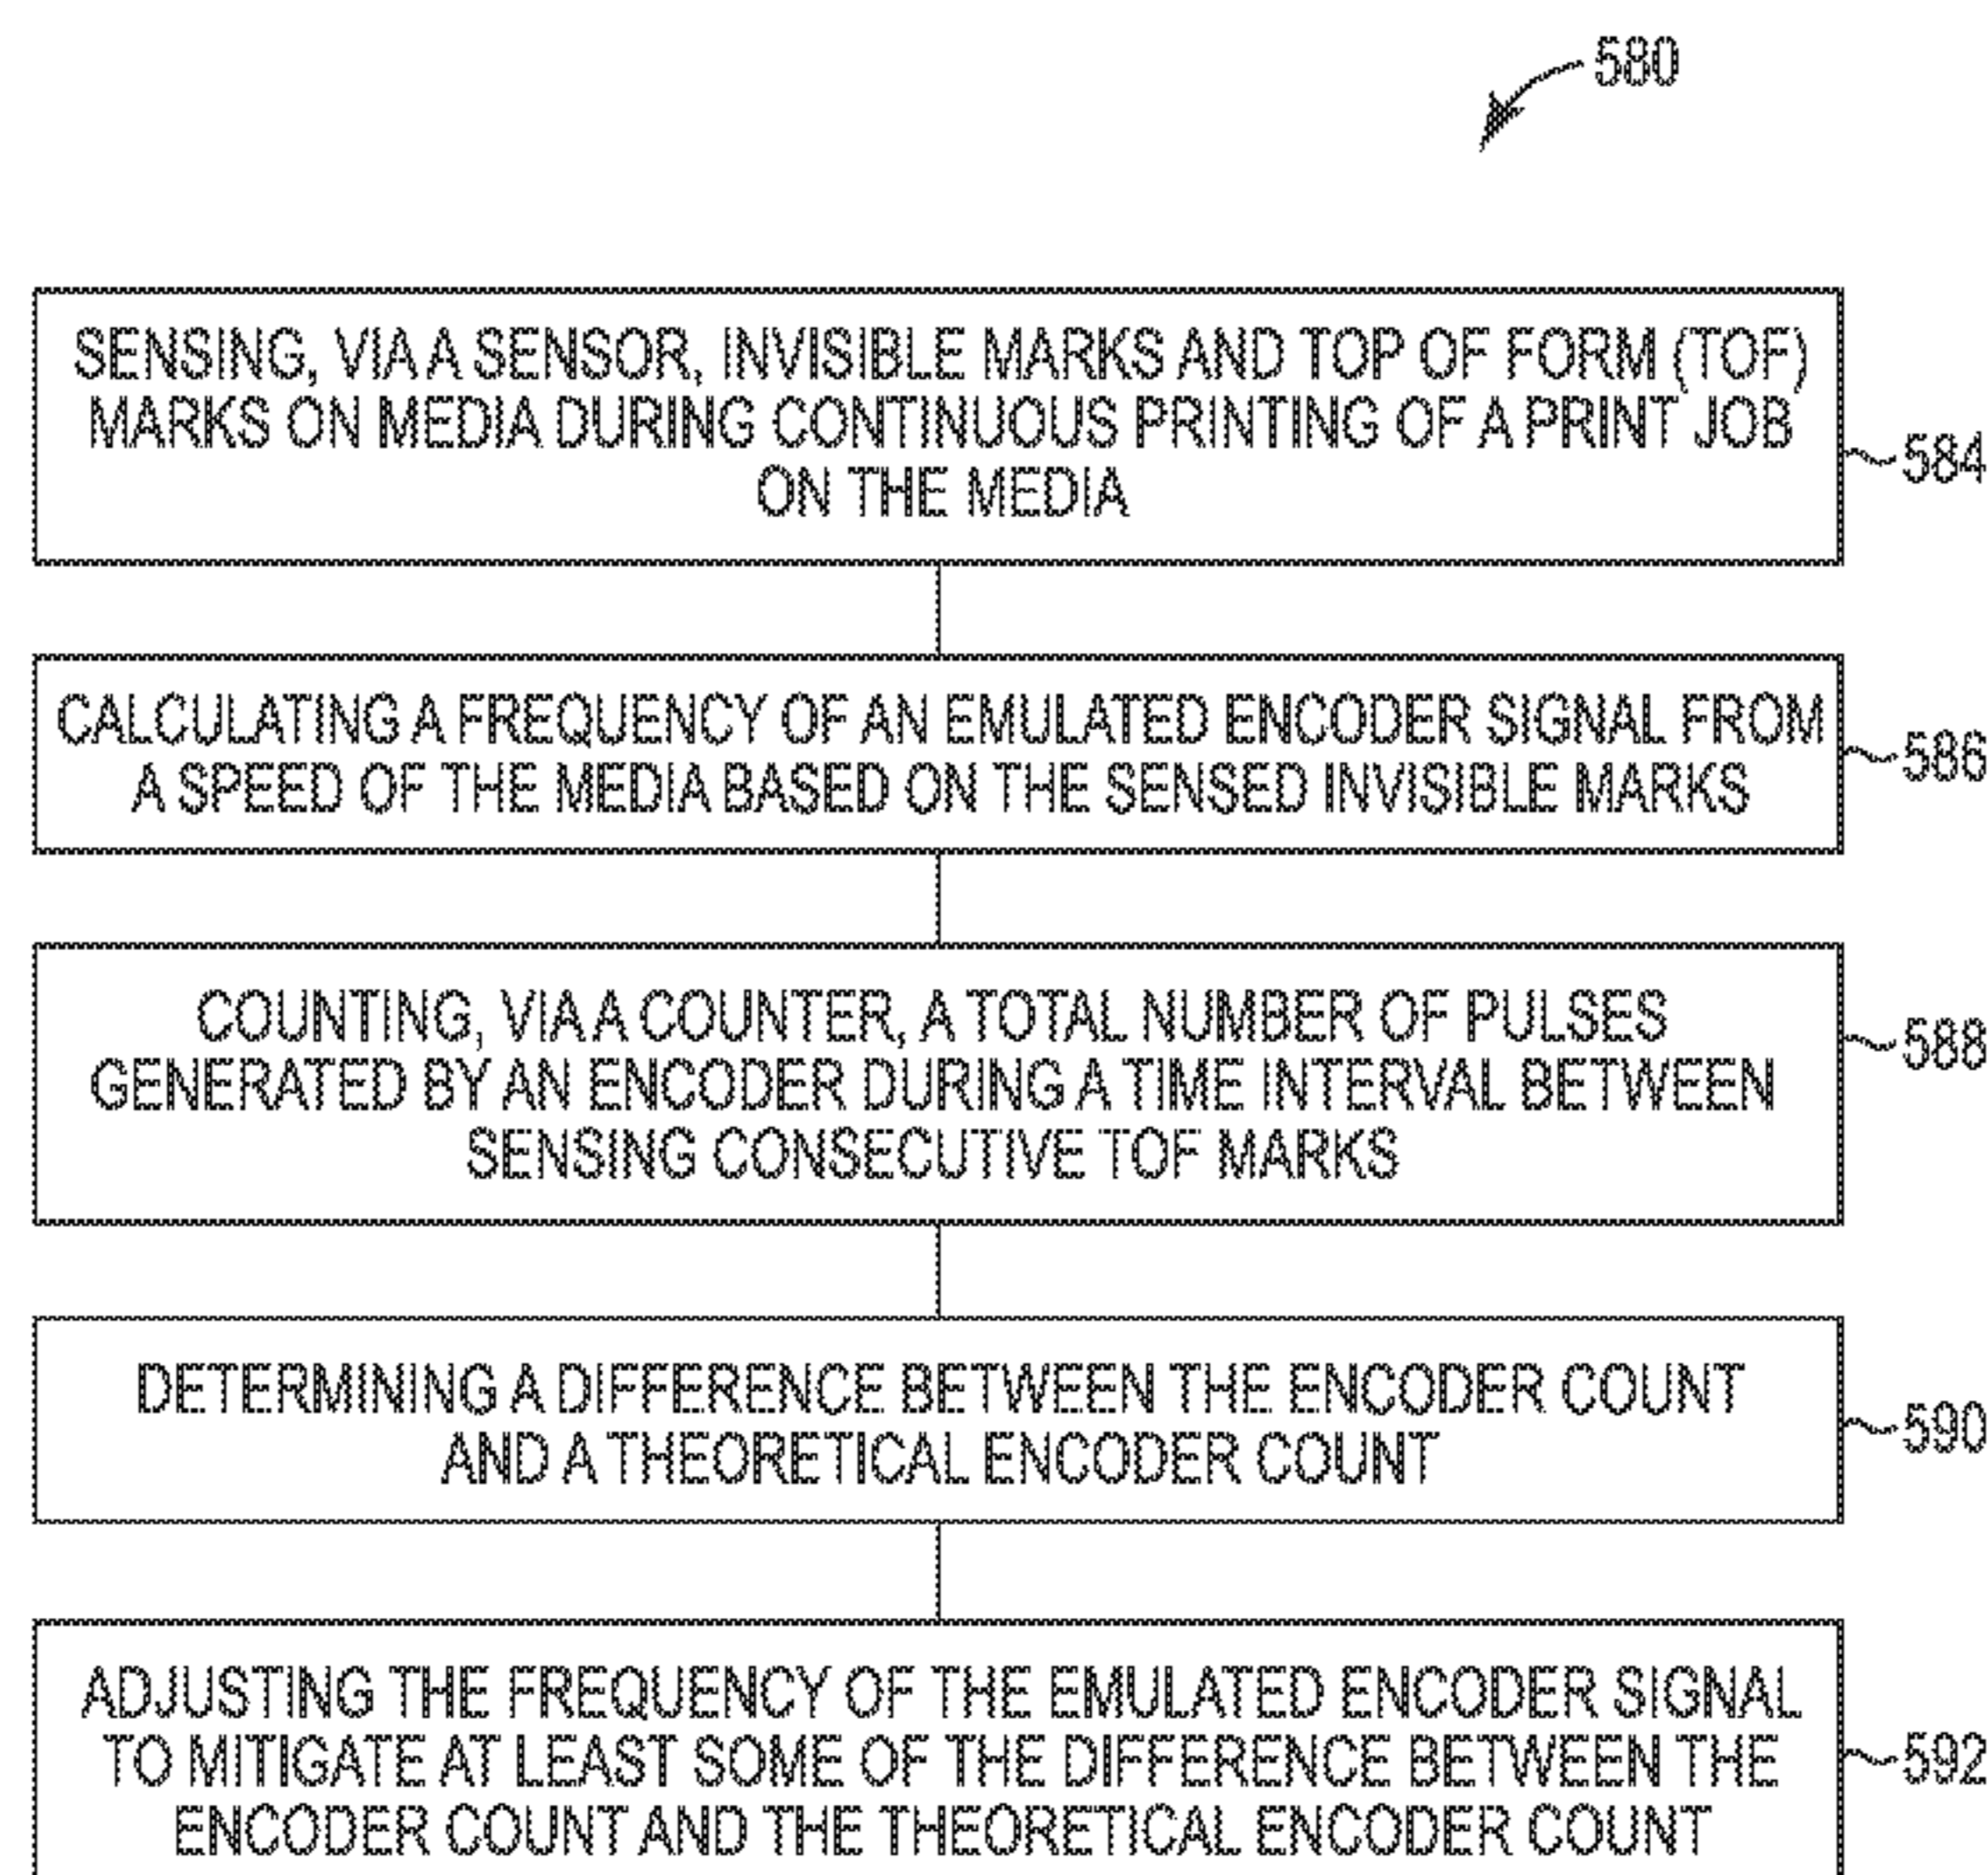 580
SENSING, VIA A SENSOR, INVISIBLE MARKS AND TOP OF FORM (TOF)
MARKS ON MEDIA DURING CONTINUOUS PRINTING OF A PRINT JOB
ON THE MEDIA
584
CALCULATING A FREQUENCY OF AN EMULATED ENCODER SIGNAL FROM
A SPEED OF THE MEDIA BASED ON THE SENSED INVISIBLE MARKS
586
COUNTING, VIA A COUNTER, A TOTAL NUMBER OF PULSES
GENERATED BY AN ENCODER DURING A TIME INTERVAL BETWEEN
SENSING CONSECUTIVE TOF MARKS
588
DETERMINING A DIFFERENCE BETWEEN THE ENCODER COUNT
AND A THEORETICAL ENCODER COUNT
590
ADJUSTING THE FREQUENCY OF THE EMULATED ENCODER SIGNAL
TO MITIGATE AT LEAST SOME OF THE DIFFERENCE BETWEEN THE
ENCODER COUNT AND THE THEORETICAL ENCODER COUNT
592